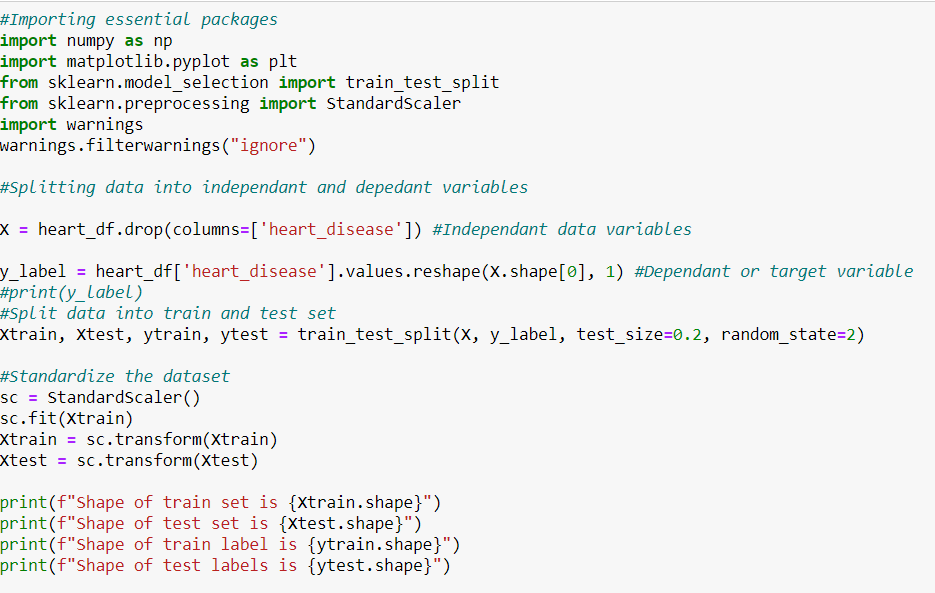 #Importing essential packages
import numpy as np
import matplotlib.pyplot as plt
from sklearn.model_selection import train_test_split
from sklearn.preprocessing import StandardScaler
import warnings
warnings.filterwarnings("ignore")
#Splitting data into independant and depedant variables
X = heart_df.drop(columns=['heart_disease']) #Independant data variables
y_label = heart_df['heart_disease'].values.reshape(X.shape[0], 1) #Dependant or target variable
#print(y_label)
#Split data into train and test set
Xtrain, Xtest, ytrain, ytest = train_test_split(X, y_label, test_size=0.2, random_state=2)
#Standardize the dataset
sc = StandardScaler()
sc.fit(Xtrain)
Xtrain = sc.transform(Xtrain)
Xtest = sc.transform(Xtest)
print(f"Shape of train set is {Xtrain.shape}")
print(f"Shape of test set is {Xtest.shape}")
print(f"Shape of train label is {ytrain.shape}")
print(f"Shape of test labels is {ytest.shape}")